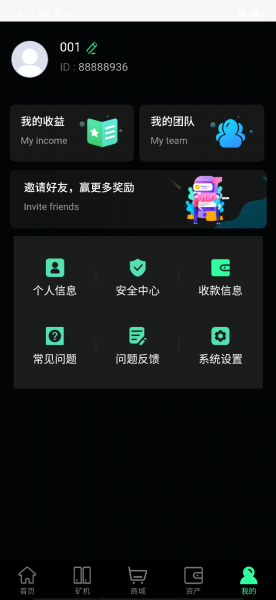 001
ID : 88888936
我的收益
My income
我的团队
My team
邀请好友，赢更多奖励
Invite friends
个人信息
安全中心
收款信息
常见问题
问题反馈
系统设置
首页
矿机
商城
资产
我的